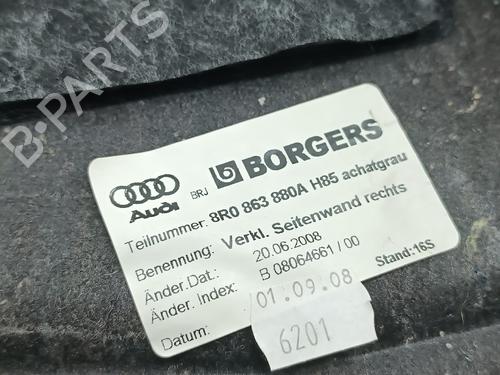 B-PARTS
Audi
BRJ BORGERS
Teilnummer: 8R0 863 880A H85 achatgrau
Benennung: Verkl. Seitenwand rechts
Änder.Dat.: 20.06.2008
Änder. Index: B 08064661 / 00
Stand:16S
Datum: 01.09.08
6201